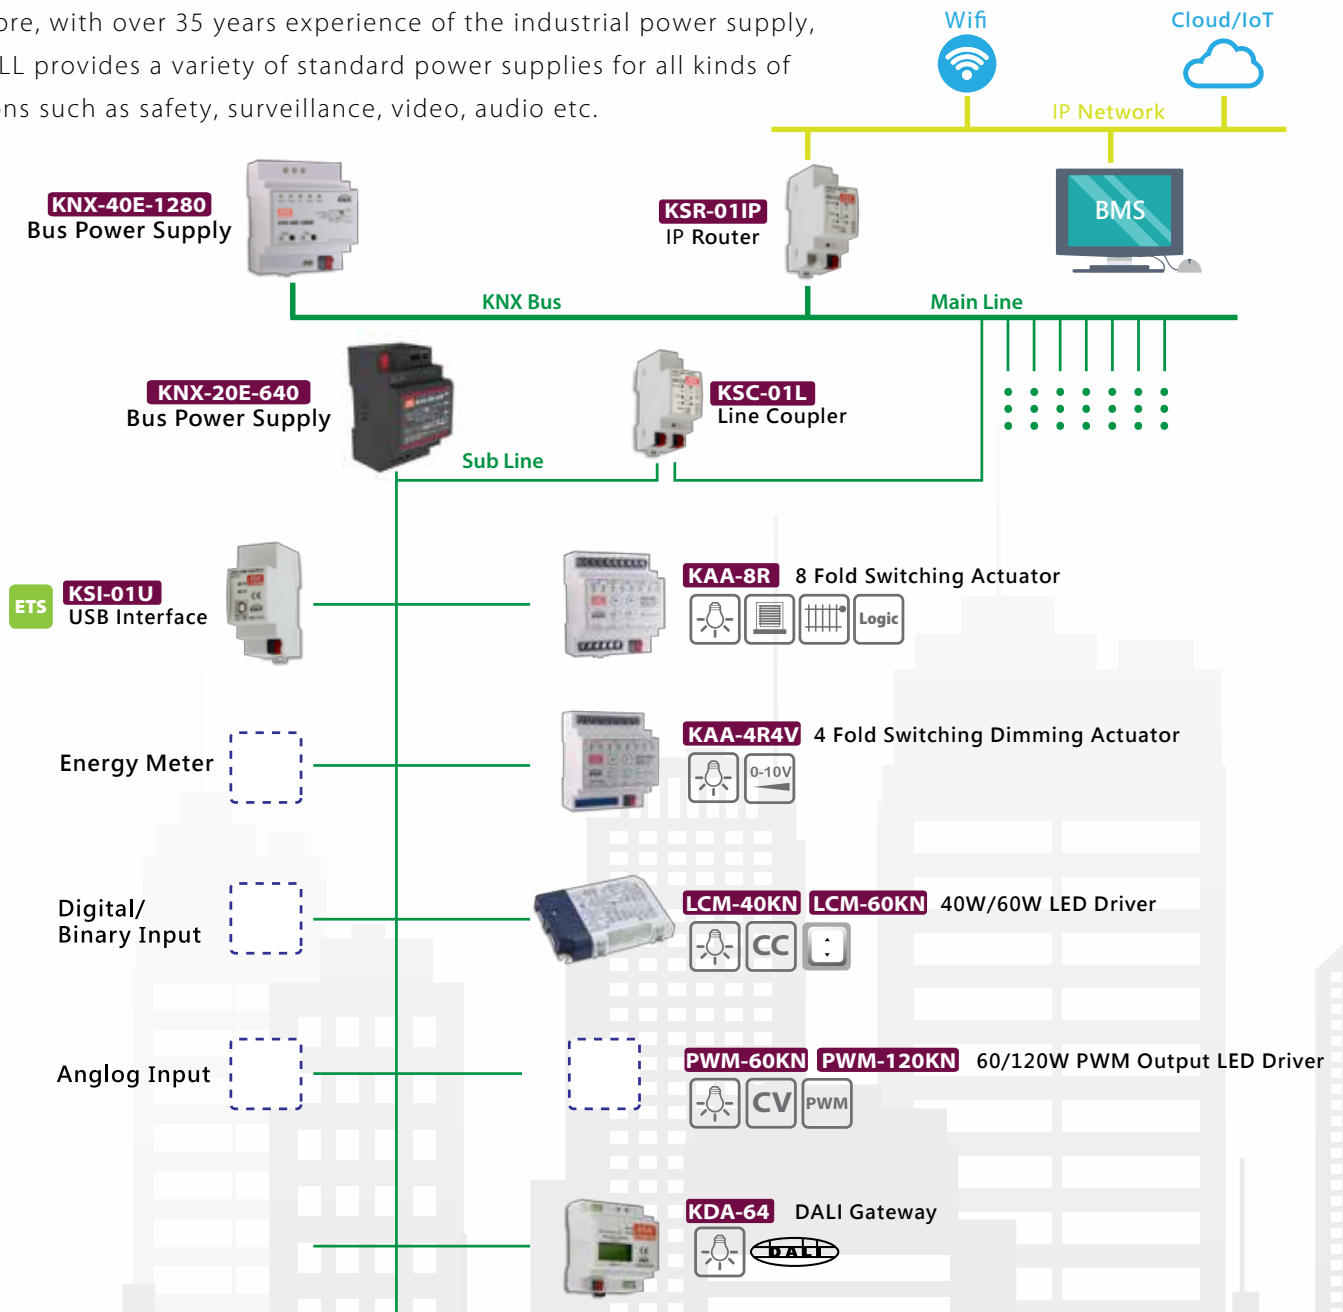 ore, with over 35 years experience of the industrial power supply,
LL provides a variety of standard power supplies for all kinds of
ons such as safety, surveillance, video, audio etc.
Wifi
Cloud/IoT
IP Network
KNX-40E-1280
Bus Power Supply
KSR-01IP
IP Router
BMS
KNX Bus
Main Line
KNX-20E-640
Bus Power Supply
KSC-01L
Line Coupler
Sub Line
ETS
KSI-01U
USB Interface
KAA-8R 8 Fold Switching Actuator
Logic
Energy Meter
KAA-4R4V 4 Fold Switching Dimming Actuator
0-10V
Digital/
Binary Input
LCM-40KN LCM-60KN 40W/60W LED Driver
CC
Anglog Input
PWM-60KN PWM-120KN 60/120W PWM Output LED Driver
CV
PWM
KDA-64 DALI Gateway
DALI